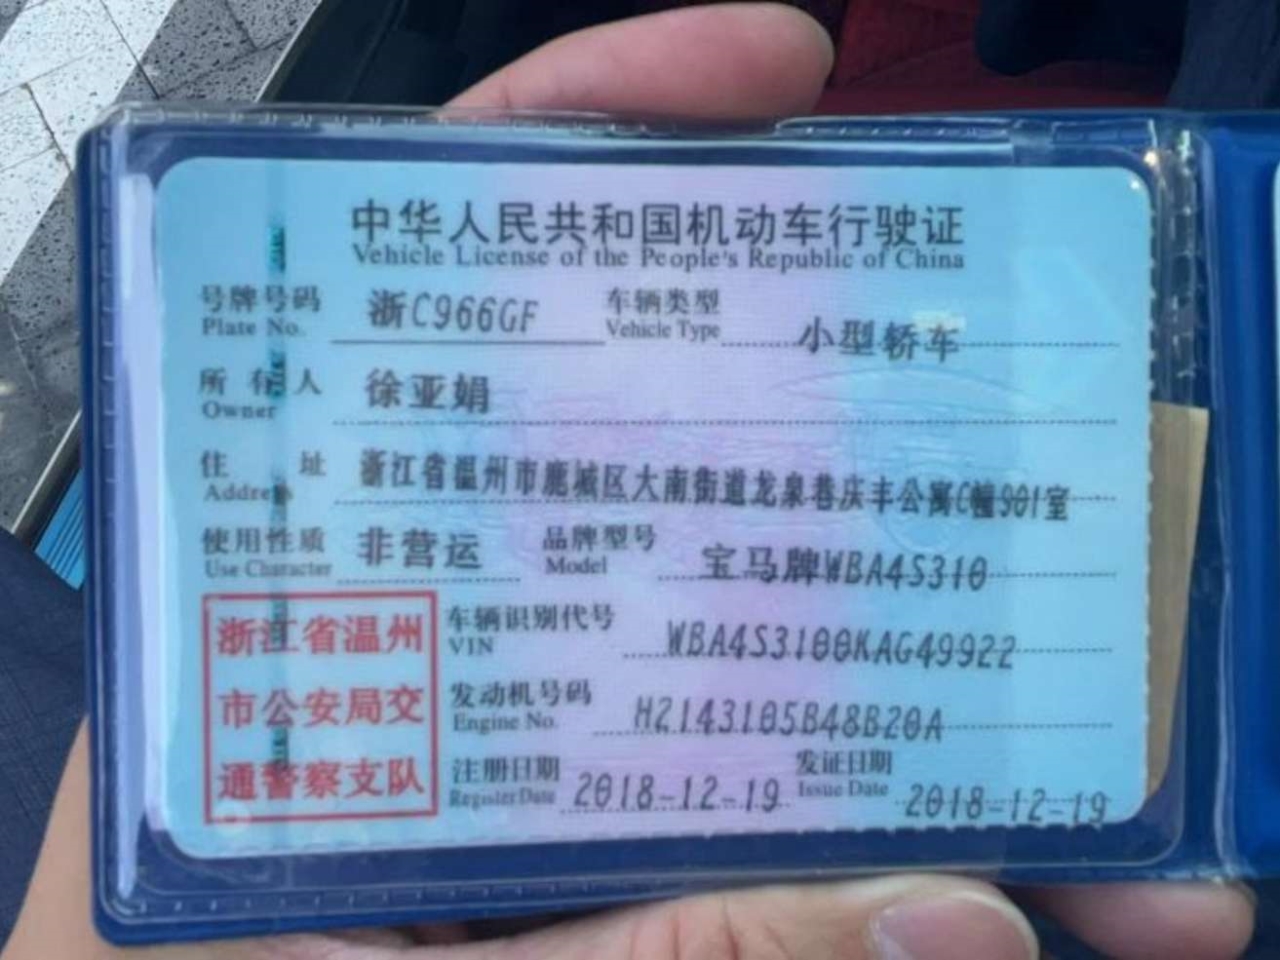 中华人民共和国机动车行驶证
Vehicle License of the People's Republic of China
号牌号码 浙C966GF 车辆类型 小型轿车
Plate No. Vehicle Type
所有人 徐亚娟
Owner
住址 浙江省温州市鹿城区大南街道龙泉巷庆丰公寓C幢901室
Address
使用性质 非营运 品牌型号 宝马牌WBA4S310
Use Character Model
浙江省温州 车辆识别代号 WBA4S3100KAG49922
VIN
市公安局交 发动机号码 H2143105B48B20A
Engine No.
通警察支队 注册日期 2018-12-19 发证日期 2018-12-19
Register Date Issue Date